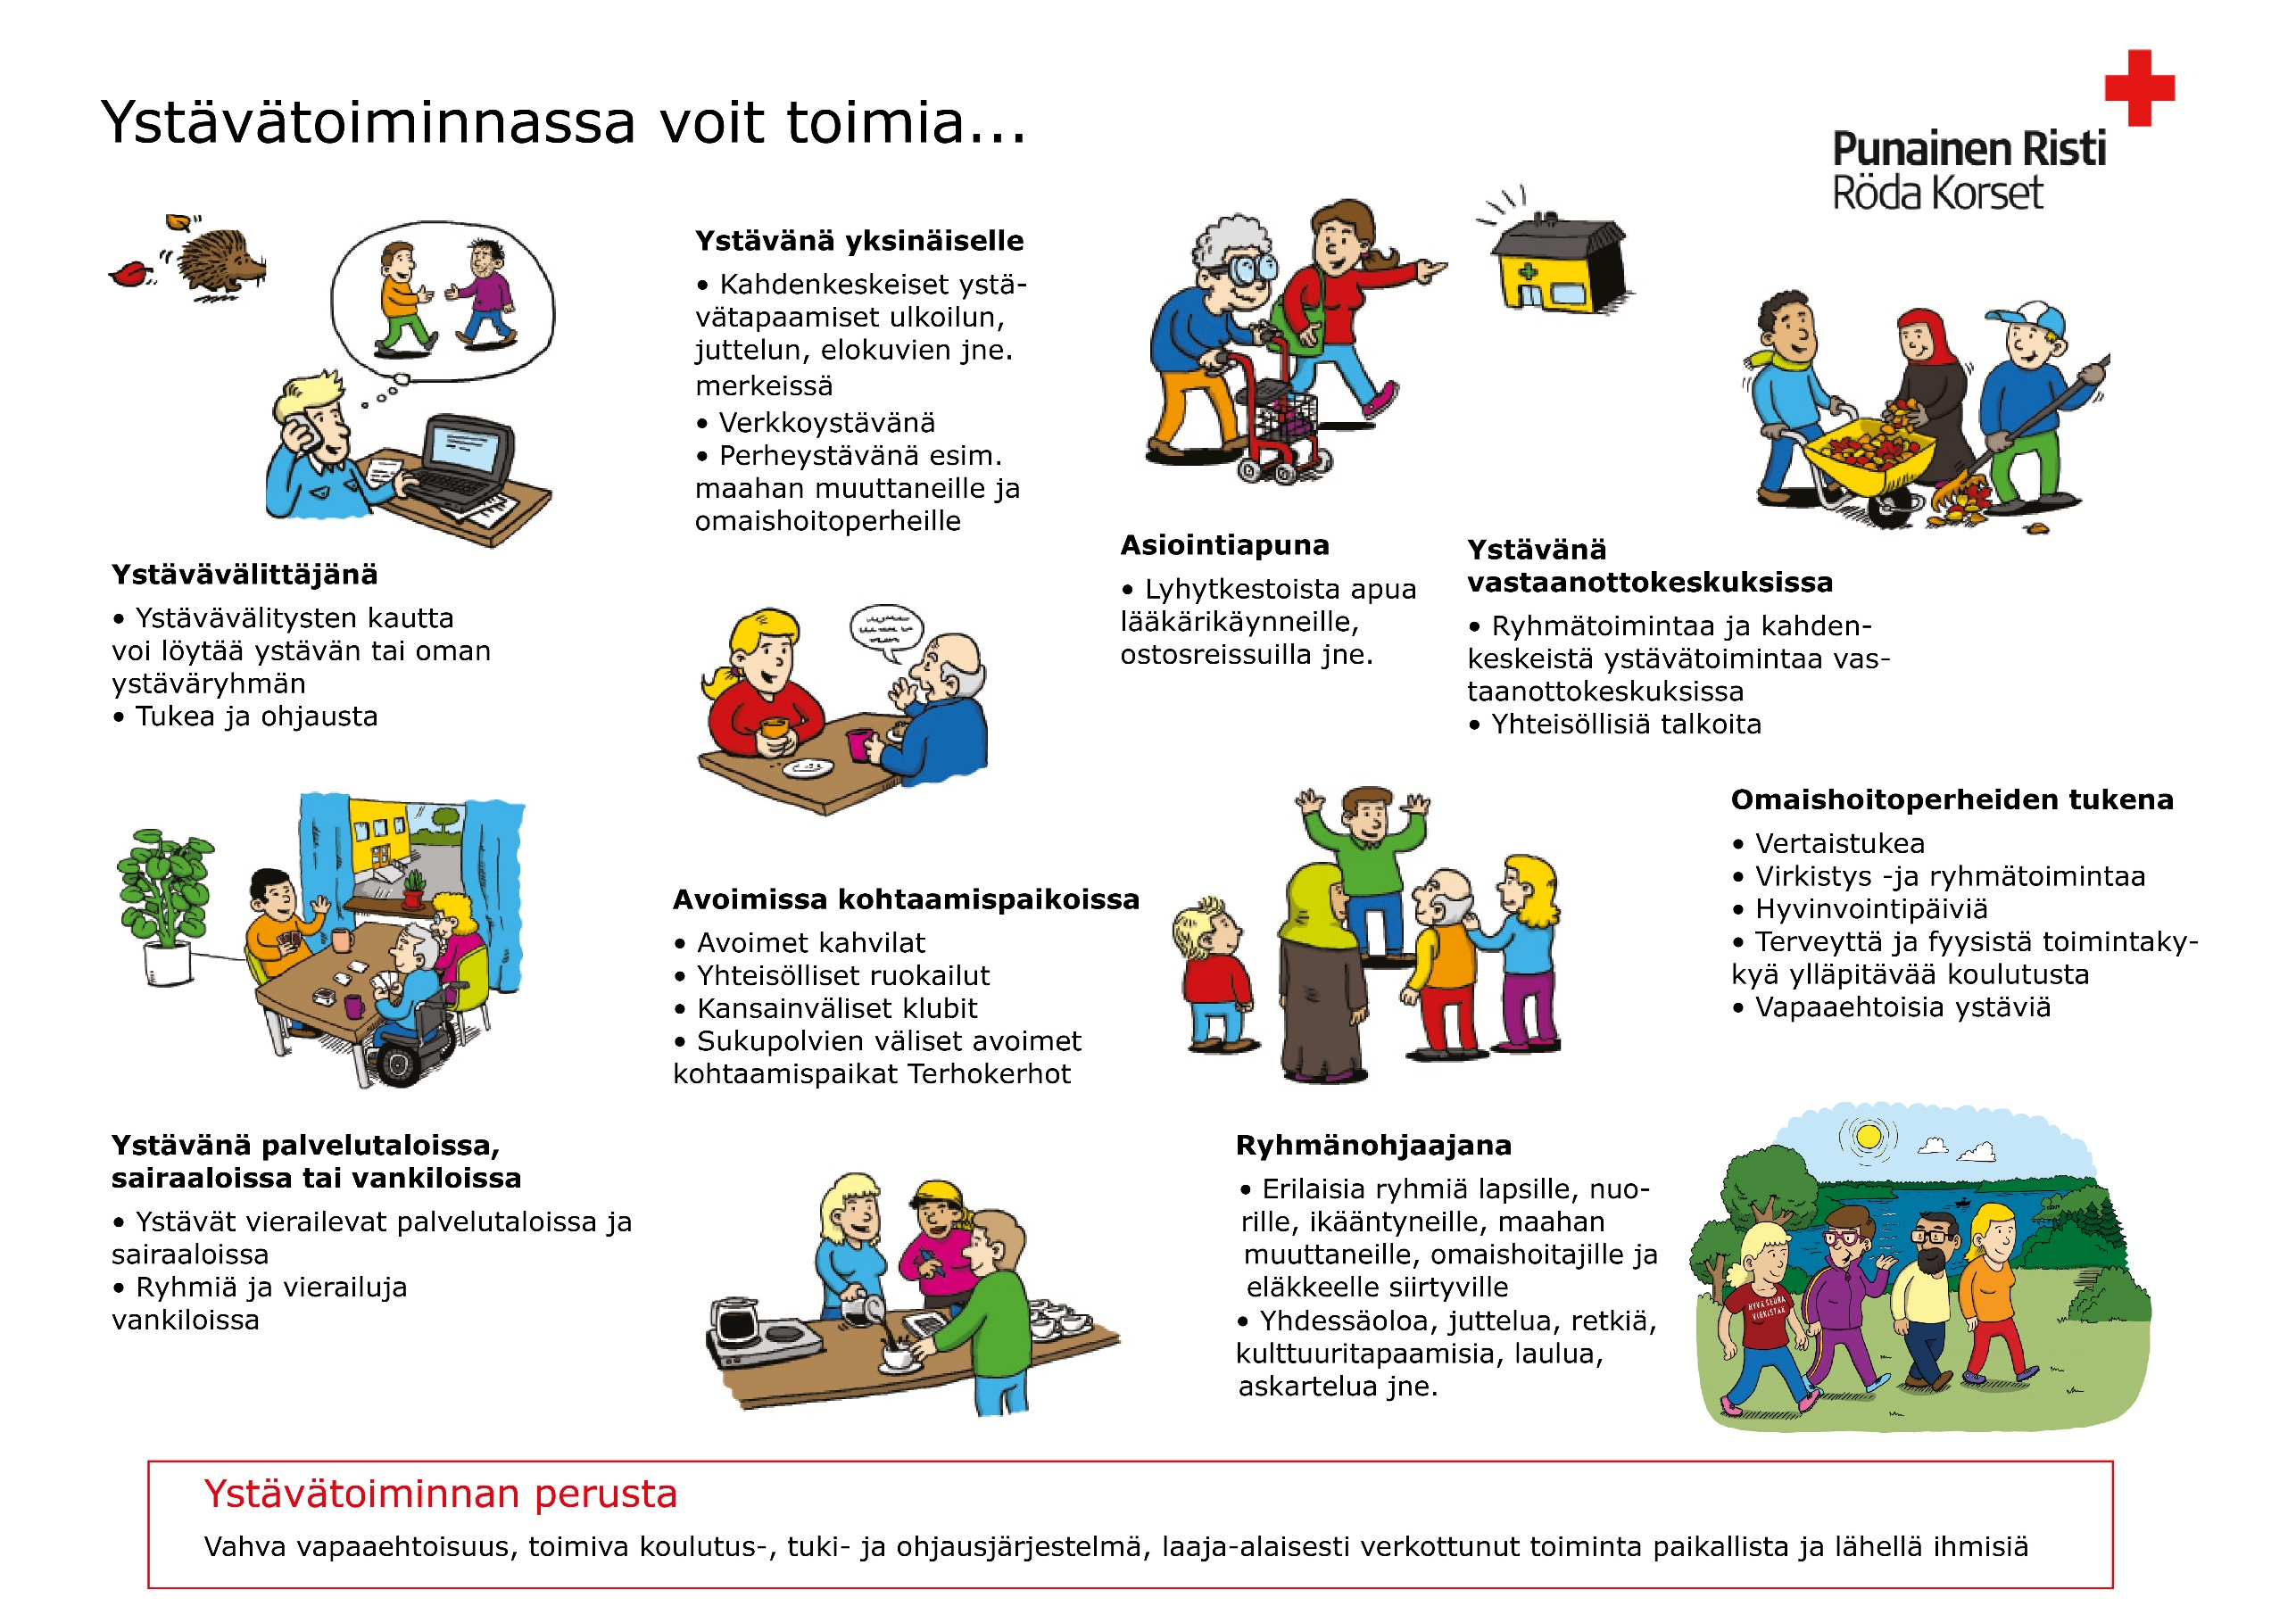 Ystävätoiminnassa voit toimia...
Punainen Risti
Röda Korset
Ystävävälittäjänä
• Ystävävälitysten kautta
voi löytää ystävän tai oman
ystäväryhmän
• Tukea ja ohjausta
Ystävänä yksinäiselle
• Kahdenkeskeiset ystä-
vätapaamiset ulkoilun,
juttelun, elokuvien jne.
merkeissä
• Verkkoystävänä
• Perheystävänä esim.
maahan muuttaneille ja
omaishoitoperheille
Asiointiapuna
• Lyhytkestoista apua
lääkärikäynneille,
ostosreissuilla jne.
Ystävänä
vastaanottokeskuksissa
• Ryhmätoimintaa ja kahden-
keskeistä ystävätoimintaa vas-
taanottokeskuksissa
• Yhteisöllisiä talkoita
Ystävänä palvelutaloissa,
sairaaloissa tai vankiloissa
• Ystävät vierailevat palvelutaloissa ja
sairaaloissa
• Ryhmiä ja vierailuja
vankiloissa
Avoimissa kohtaamispaikoissa
• Avoimet kahvilat
• Yhteisölliset ruokailut
• Kansainväliset klubit
• Sukupolvien väliset avoimet
kohtaamispaikat Terhokerhot
Ryhmänohjaajana
• Erilaisia ryhmiä lapsille, nuo-
rille, ikääntyneille, maahan
muuttaneille, omaishoitajille ja
eläkkeelle siirtyville
• Yhdessäoloa, juttelua, retkiä,
kulttuuritapaamisia, laulua,
askartelua jne.
Omaishoitoperheiden tukena
• Vertaistukea
• Virkistys -ja ryhmätoimintaa
• Hyvinvointipäiviä
• Terveyttä ja fyysistä toimintaky-
kyä ylläpitävää koulutusta
• Vapaaehtoisia ystäviä
HYVÄ SEURA
VIRKISTÄÄ
Ystävätoiminnan perusta
Vahva vapaaehtoisuus, toimiva koulutus-, tuki- ja ohjausjärjestelmä, laaja-alaisesti verkottunut toiminta paikallista ja lähellä ihmisiä